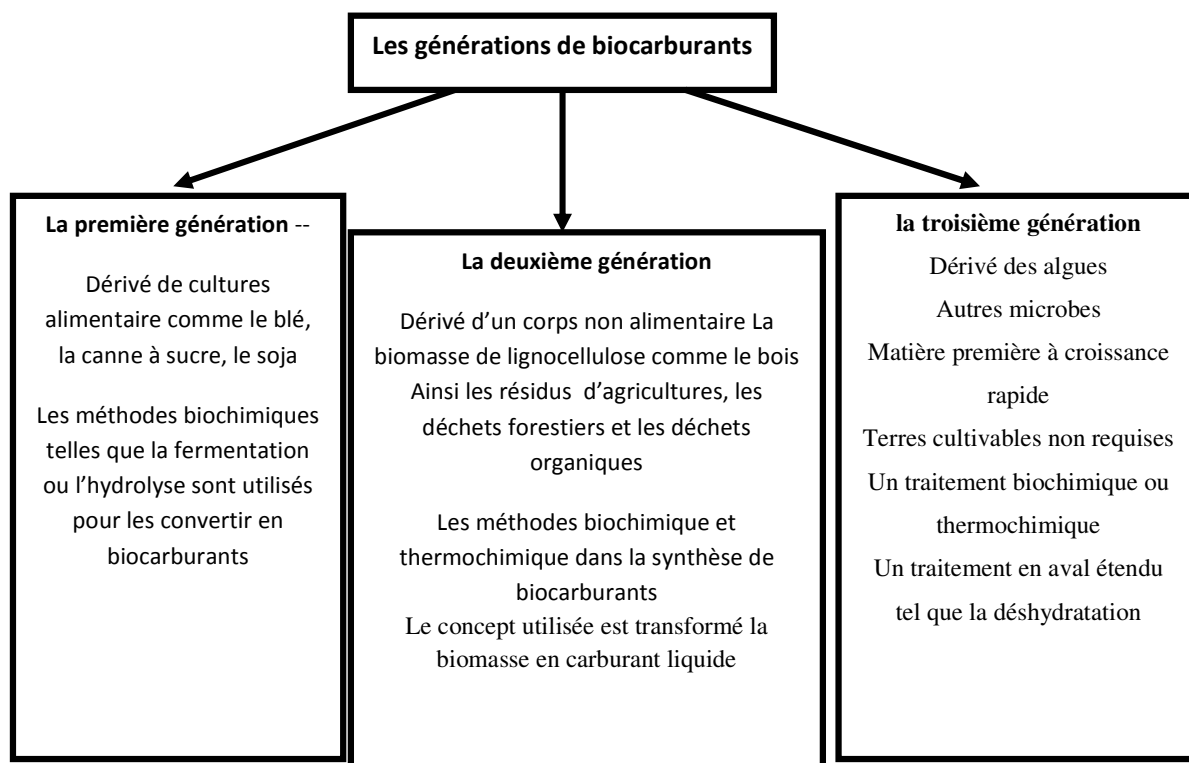 Les générations de biocarburants
La première génération --
Dérivé de cultures
alimentaire comme le blé,
la canne à sucre, le soja
Les méthodes biochimiques
telles que la fermentation
ou l’hydrolyse sont utilisés
pour les convertir en
biocarburants
La deuxième génération
Dérivé d’un corps non alimentaire La
biomasse de lignocellulose comme le bois
Ainsi les résidus d’agricultures, les
déchets forestiers et les déchets
organiques
Les méthodes biochimique et
thermochimique dans la synthèse de
biocarburants
Le concept utilisée est transformé la
biomasse en carburant liquide
la troisième génération
Dérivé des algues
Autres microbes
Matière première à croissance
rapide
Terres cultivables non requises
Un traitement biochimique ou
thermochimique
Un traitement en aval étendu
tel que la déshydratation